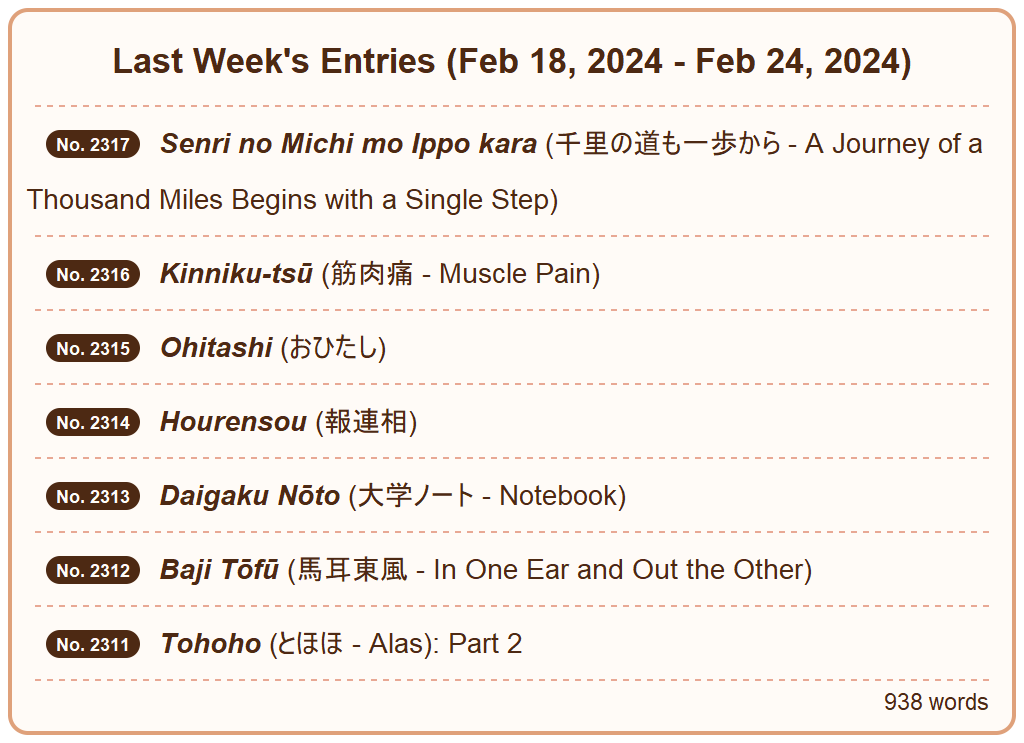 Last Week's Entries (Feb 18, 2024 - Feb 24, 2024)
No. 2317 Senri no Michi mo Ippo kara (千里の道も一歩から - A Journey of a
Thousand Miles Begins with a Single Step)
No. 2316 Kinniku-tsū (筋肉痛 - Muscle Pain)
No. 2315 Ohitashi (おひたし)
No. 2314 Hourensou (報連相)
No. 2313 Daigaku Nōto (大学ノート - Notebook)
No. 2312 Baji Tōfū (馬耳東風 - In One Ear and Out the Other)
No. 2311 Tohoho (とほほ - Alas): Part 2
938 words